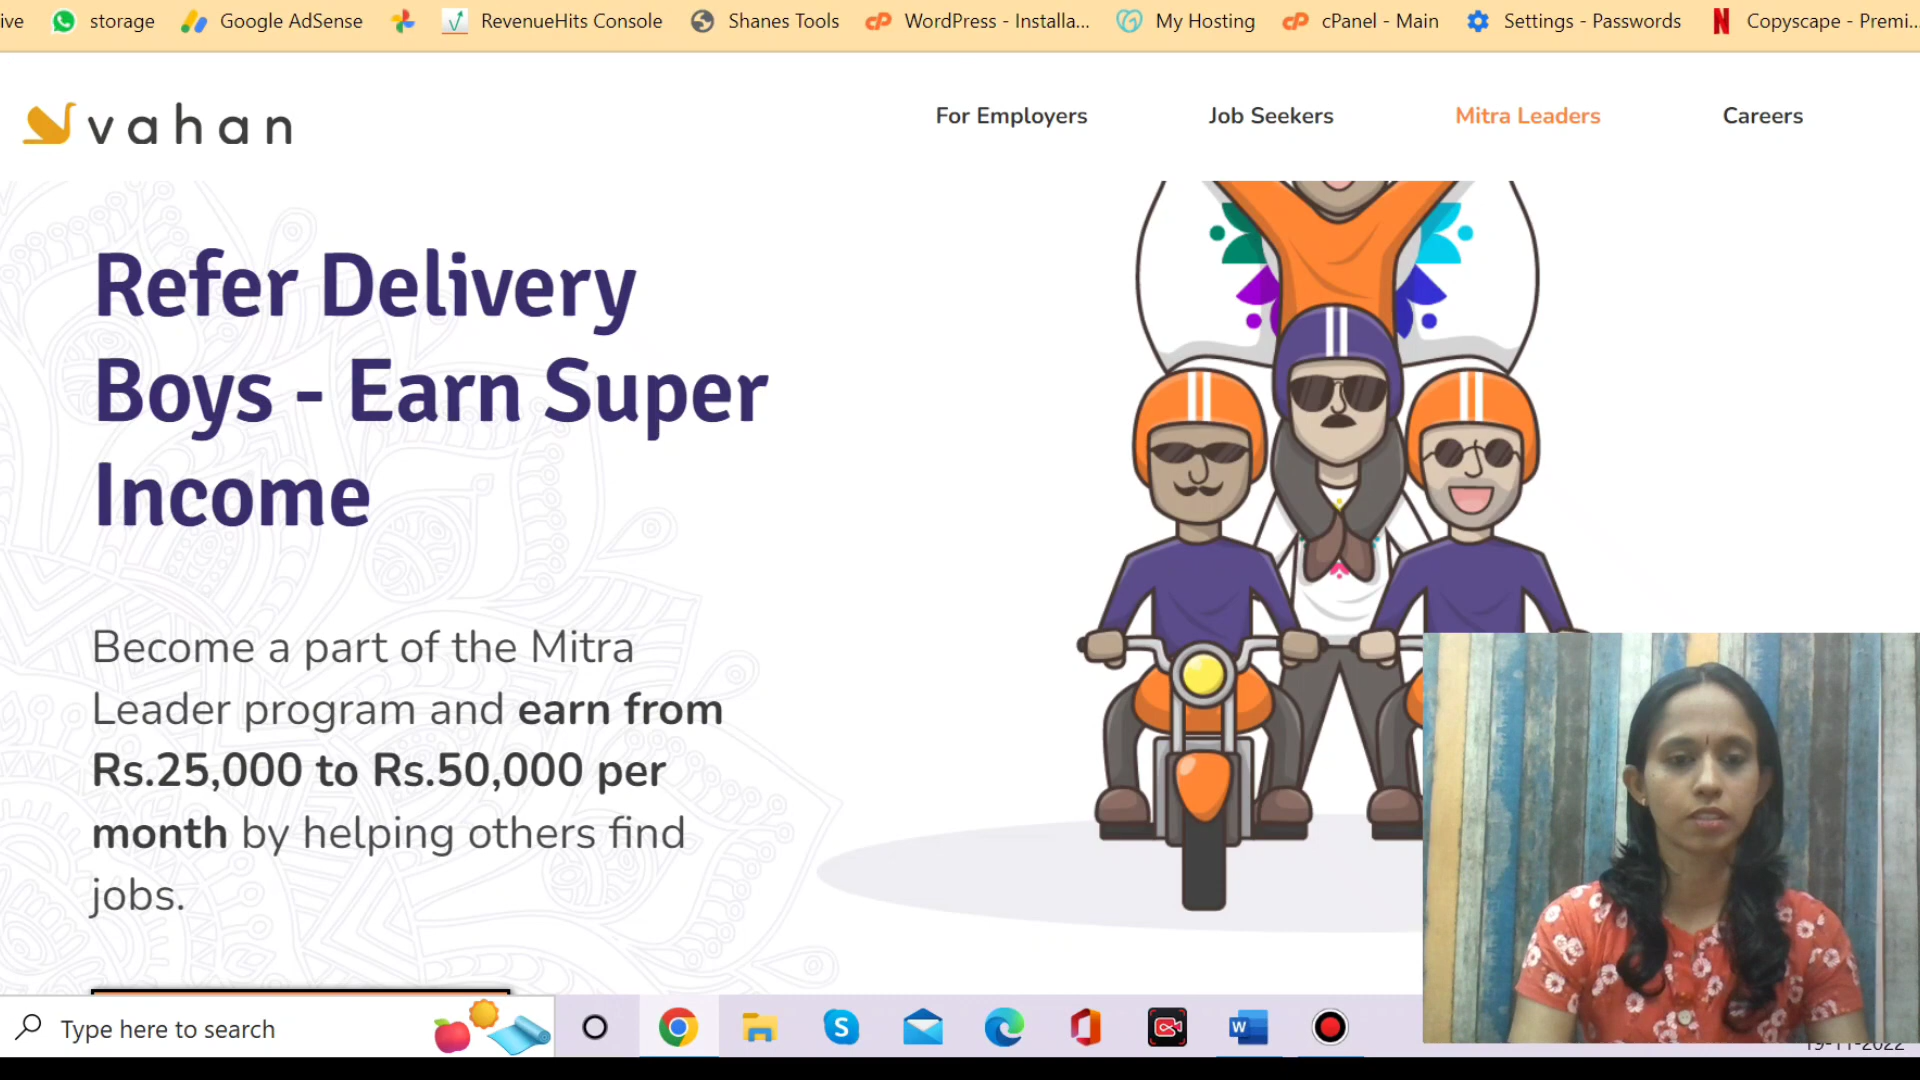 ive storage Google AdSense RevenueHits Console Shanes Tools WordPress - Installa... My Hosting cPanel - Main Settings - Passwords Copyscape - Premi...
vahan For Employers Job Seekers Mitra Leaders Careers
Refer Delivery
Boys - Earn Super
Income
Become a part of the Mitra
Leader program and earn from
Rs.25,000 to Rs.50,000 per
month by helping others find
jobs.
Type here to search
19-11-2022